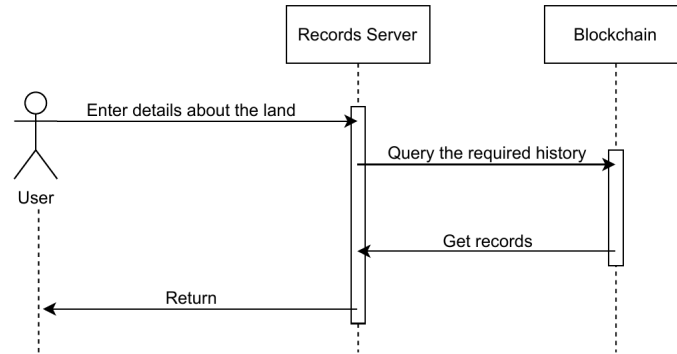 Records Server
Blockchain
Enter details about the land
Query the required history
User
Get records
Return